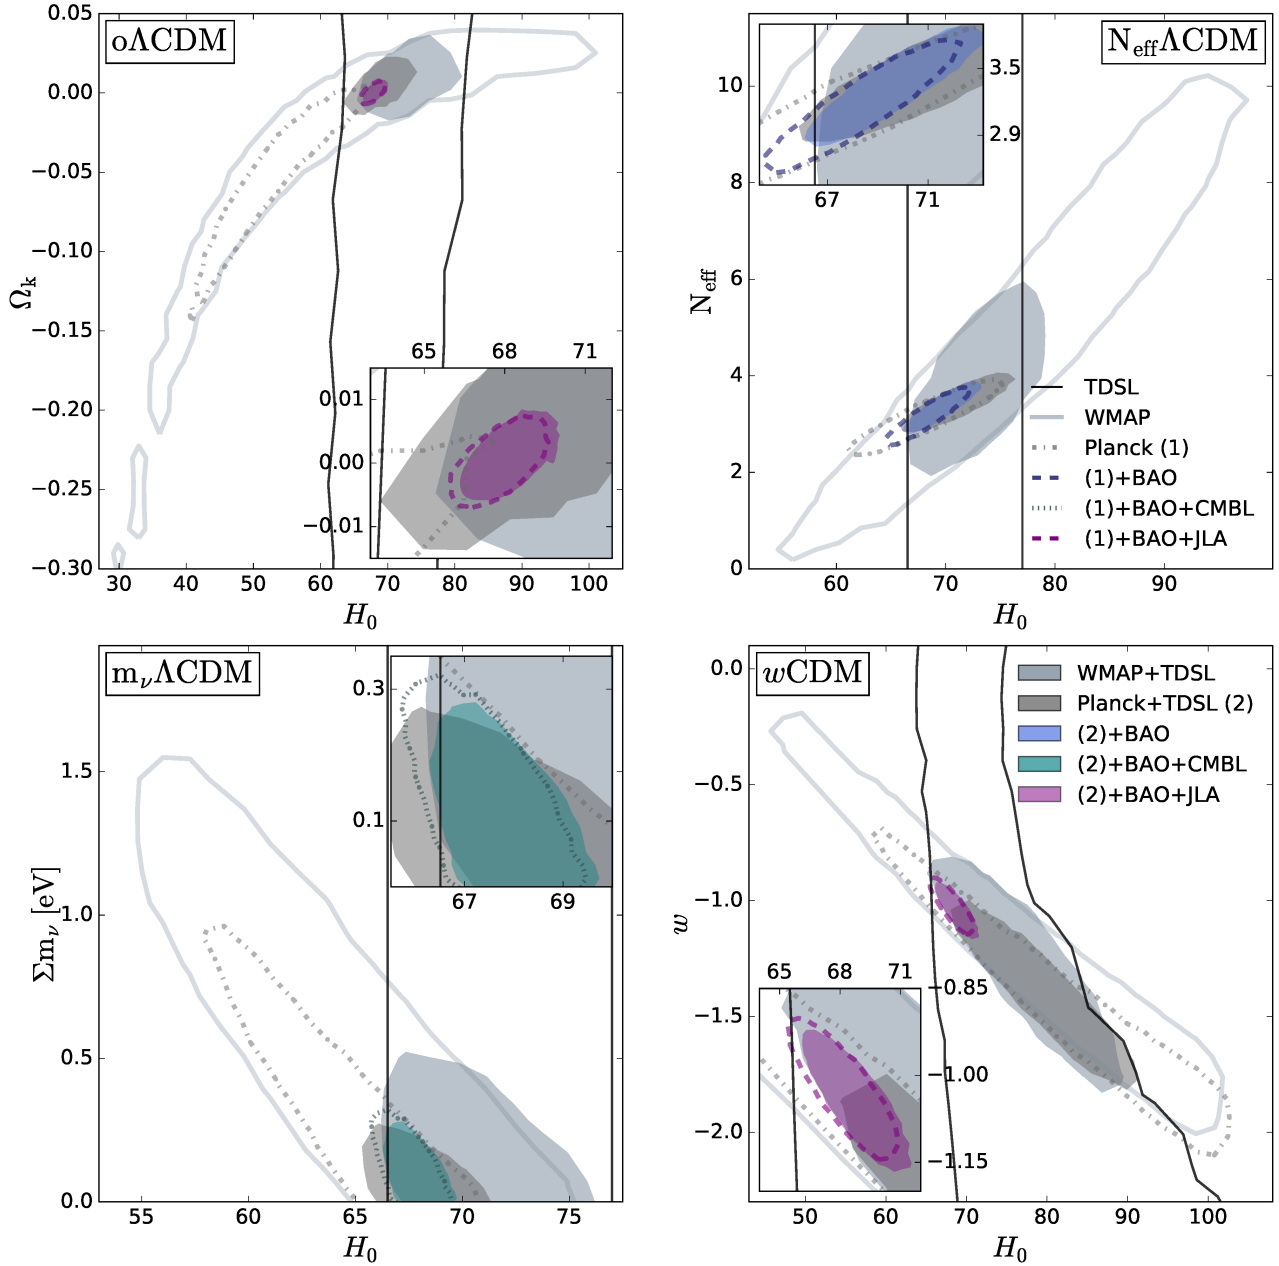 oΛCDM
0.05
0.00
−0.05
−0.10
−0.15
−0.20
−0.25
−0.30
Ωk
65 68 71
0.01
0.00
−0.01
30 40 50 60 70 80 90 100
H0
NeffΛCDM
10
8
6
4
2
0
Neff
3.5
2.9
67 71
TDSL
WMAP
Planck (1)
(1)+BAO
(1)+BAO+CMBL
(1)+BAO+JLA
60 70 80 90
H0
mνΛCDM
1.5
1.0
0.5
0.0
Σmν [eV]
0.3
0.1
67 69
55 60 65 70 75
H0
wCDM
0.0
−0.5
−1.0
−1.5
−2.0
w
WMAP+TDSL
Planck+TDSL (2)
(2)+BAO
(2)+BAO+CMBL
(2)+BAO+JLA
65 68 71
−0.85
−1.00
−1.15
50 60 70 80 90 100
H0